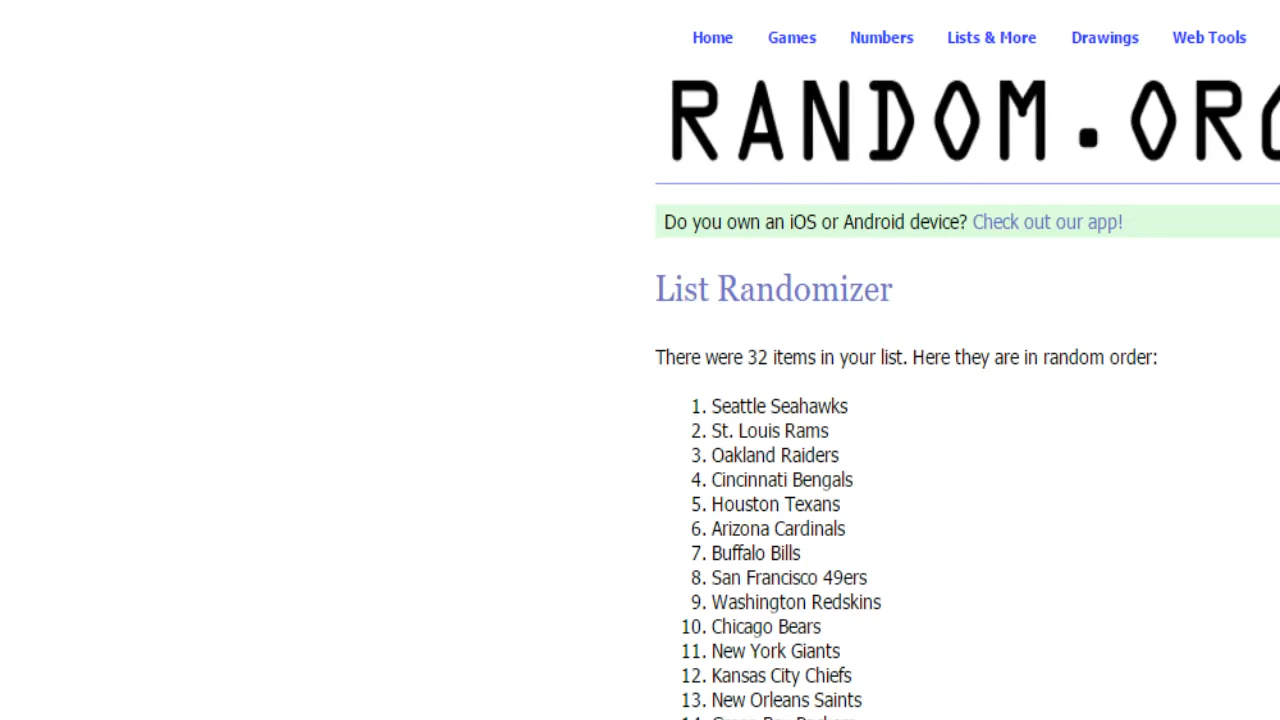 Home Games Numbers Lists & More Drawings Web Tools
RANDOM.ORG
Do you own an iOS or Android device? Check out our app!
List Randomizer
There were 32 items in your list. Here they are in random order:
1. Seattle Seahawks
2. St. Louis Rams
3. Oakland Raiders
4. Cincinnati Bengals
5. Houston Texans
6. Arizona Cardinals
7. Buffalo Bills
8. San Francisco 49ers
9. Washington Redskins
10. Chicago Bears
11. New York Giants
12. Kansas City Chiefs
13. New Orleans Saints
14. Green Bay Packers